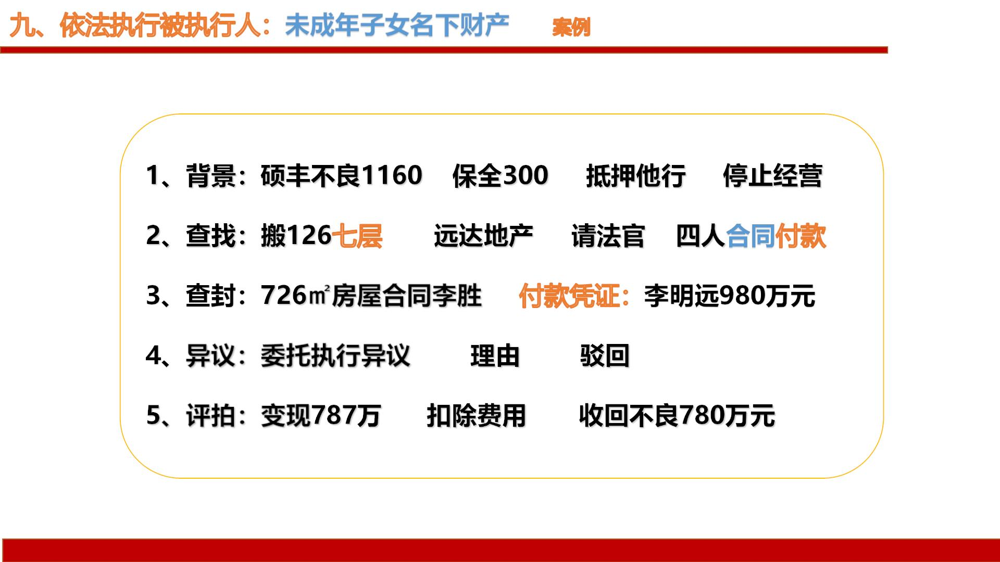 九、依法执行被执行人：未成年子女名下财产 案例
1、背景：硕丰不良1160 保全300 抵押他行 停止经营
2、查找：搬126七层 远达地产 请法官 四人合同付款
3、查封：726㎡房屋合同李胜 付款凭证：李明远980万元
4、异议：委托执行异议 理由 驳回
5、评拍：变现787万 扣除费用 收回不良780万元